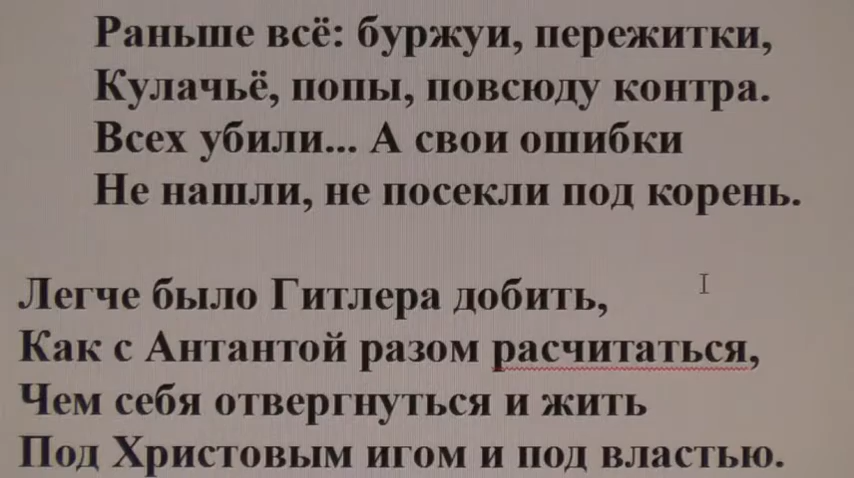 Раньше всё: буржуи, пережитки,
Кулачьё, попы, повсюду контра.
Всех убили... А свои ошибки
Не нашли, не посекли под корень.
Легче было Гитлера добить,
Как с Антантой разом расчитаться,
Чем себя отвергнуться и жить
Под Христовым игом и под властью.